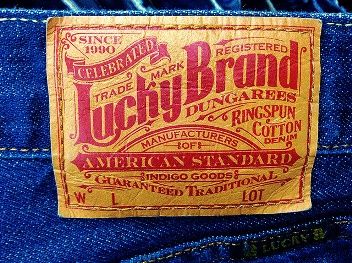 SINCE
1990
CELEBRATED
TRADE MARK REGISTERED
Lucky Brand
DUNGAREES
RINGSPUN
COTTON
DENIM
MANUFACTURERS
OF
AMERICAN STANDARD
INDIGO GOODS
GUARANTEED TRADITIONAL
W L LOT
LUCKY